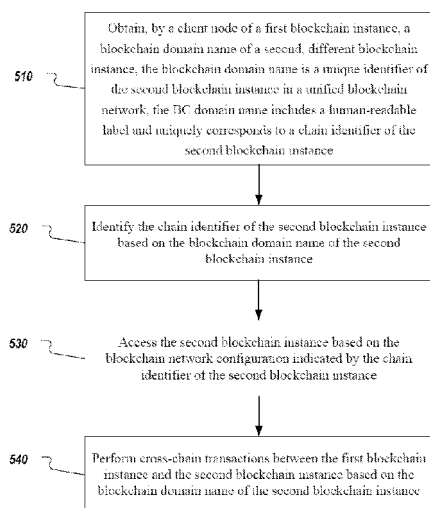 510
Obtain, by a client node of a first blockchain instance, a
blockchain domain name of a second, different blockchain
instance, the blockchain domain name is a unique identifier of
the second blockchain instance in a unified blockchain
network, the BC domain name includes a human-readable
label and uniquely corresponds to a chain identifier of the
second blockchain instance
520
Identify the chain identifier of the second blockchain instance
based on the blockchain domain name of the second
blockchain instance
530
Access the second blockchain instance based on the
blockchain network configuration indicated by the chain
identifier of the second blockchain instance
540
Perform cross-chain transactions between the first blockchain
instance and the second blockchain instance based on the
blockchain domain name of the second blockchain instance